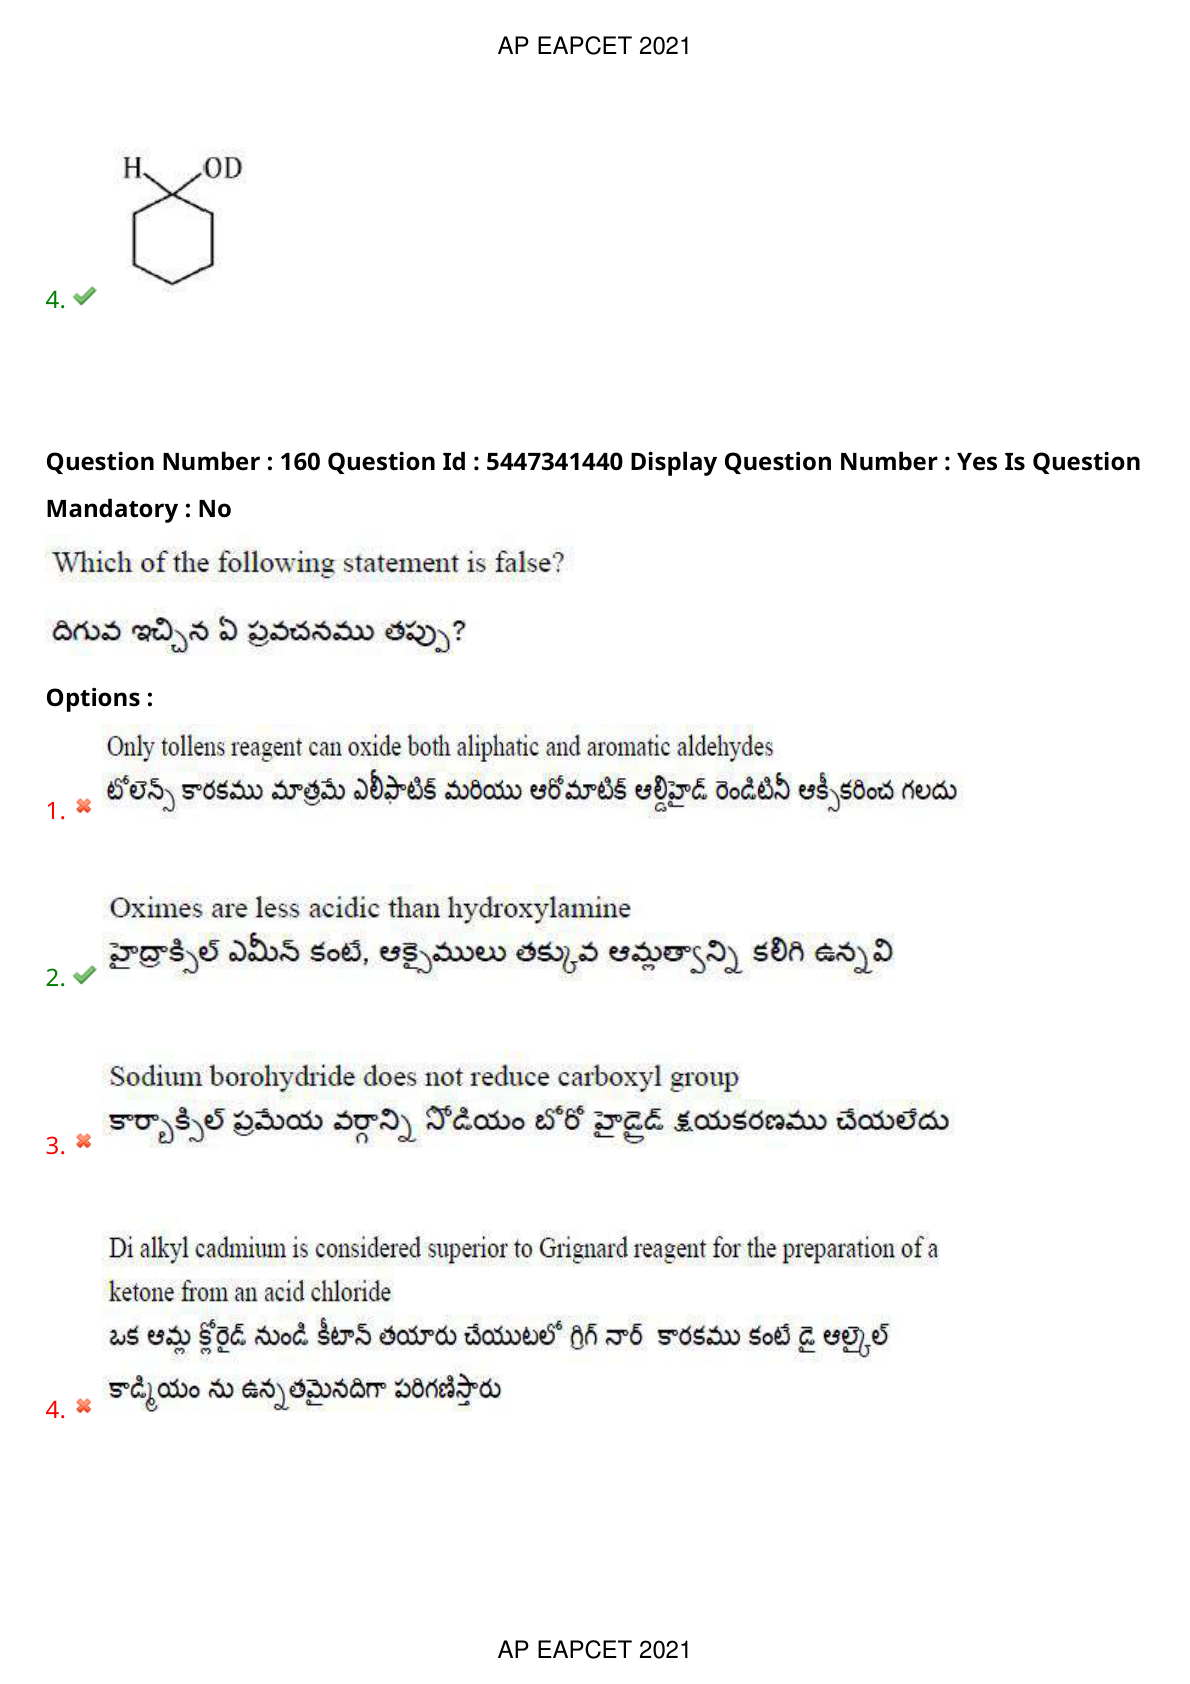 AP EAPCET 2021
H OD
4.
Question Number : 160 Question Id : 5447341440 Display Question Number : Yes Is Question
Mandatory : No
Which of the following statement is false?
దిగువ ఇచ్చిన ఏ ప్రవచనము తప్పు?
Options :
Only tollens reagent can oxide both aliphatic and aromatic aldehydes
టోలెన్స్ కారకము మాత్రమే ఎలీఫాటిక్ మరియు ఆరోమాటిక్ ఆల్డిహైడ్ రెండిటినీ ఆక్సీకరించ గలదు
1.
Oximes are less acidic than hydroxylamine
హైద్రాక్సిల్ ఎమీన్ కంటే, ఆక్సైములు తక్కువ ఆమ్లత్వాన్ని కలిగి ఉన్నవి
2.
Sodium borohydride does not reduce carboxyl group
కార్బాక్సిల్ ప్రమేయ వర్గాన్ని సోడియం బోరో హైడ్రైడ్ క్షయకరణము చేయలేదు
3.
Di alkyl cadmium is considered superior to Grignard reagent for the preparation of a
ketone from an acid chloride
ఒక ఆమ్ల క్లోరైడ్ నుండి కీటాన్ తయారు చేయుటలో గ్రిగ్ నార్ కారకము కంటే డై ఆల్కైల్
కాడ్మియం ను ఉన్నతమైనదిగా పరిగణిస్తారు
4.
AP EAPCET 2021